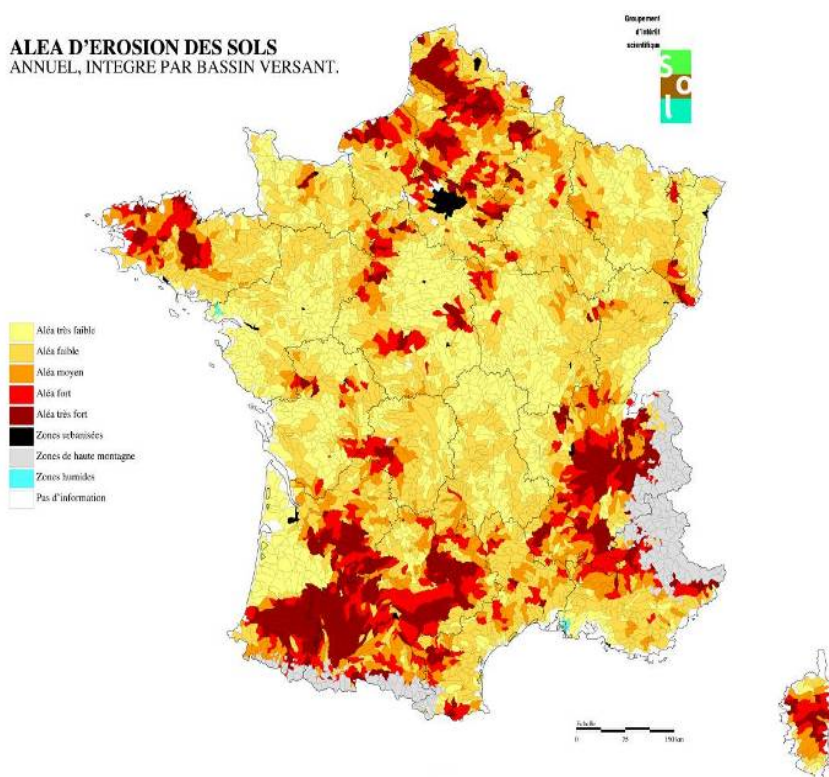 ALEA D'EROSION DES SOLS
ANNUEL, INTEGRE PAR BASSIN VERSANT.
Groupement
d'intérêt
scientifique
S
o
l
Aléa très faible
Aléa faible
Aléa moyen
Aléa fort
Aléa très fort
Zones urbanisées
Zones de haute montagne
Zones humides
Pas d'information
Echelle
0 75 150 km